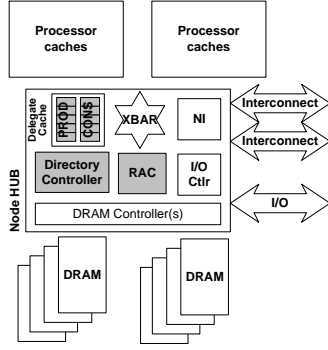 Processor
caches
Processor
caches
Delegate
Cache
PROD
CONS
XBAR
NI
Interconnect
Interconnect
Directory
Controller
RAC
I/O
Ctlr
I/O
DRAM Controller(s)
Node HUB
DRAM
DRAM